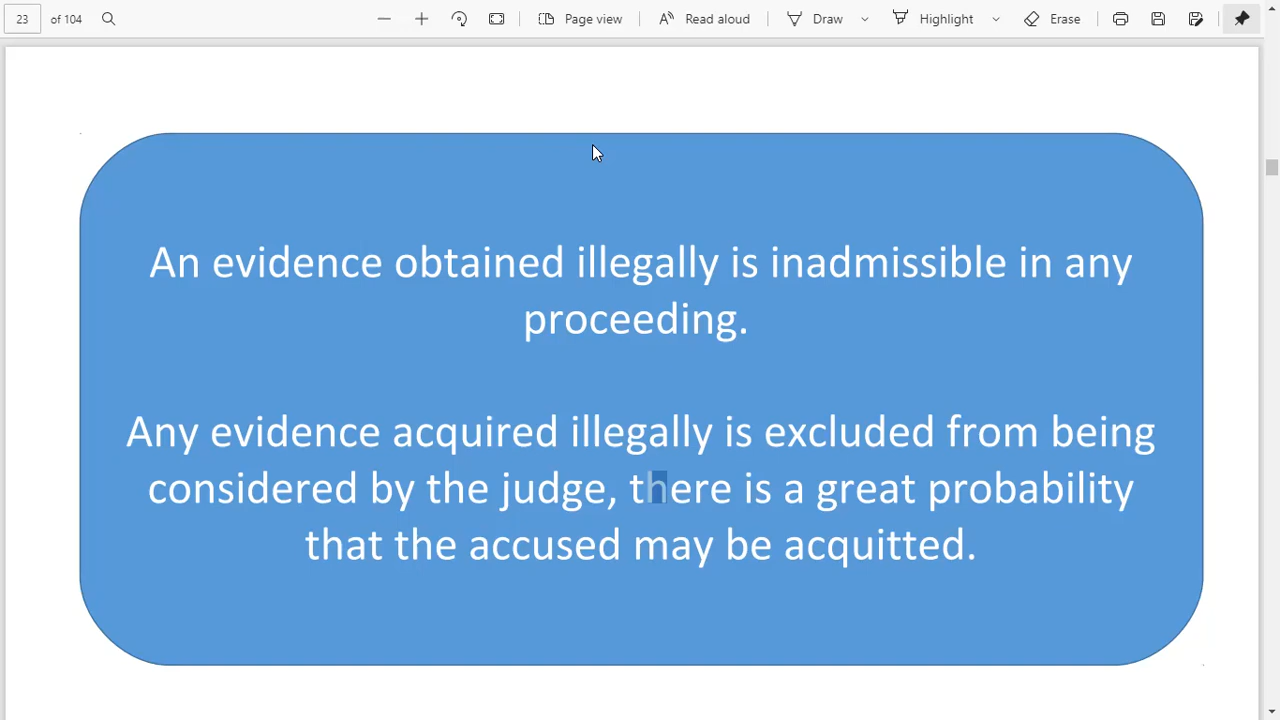 23 of 104 Page view Read aloud Draw Highlight Erase
An evidence obtained illegally is inadmissible in any
proceeding.
Any evidence acquired illegally is excluded from being
considered by the judge, there is a great probability
that the accused may be acquitted.